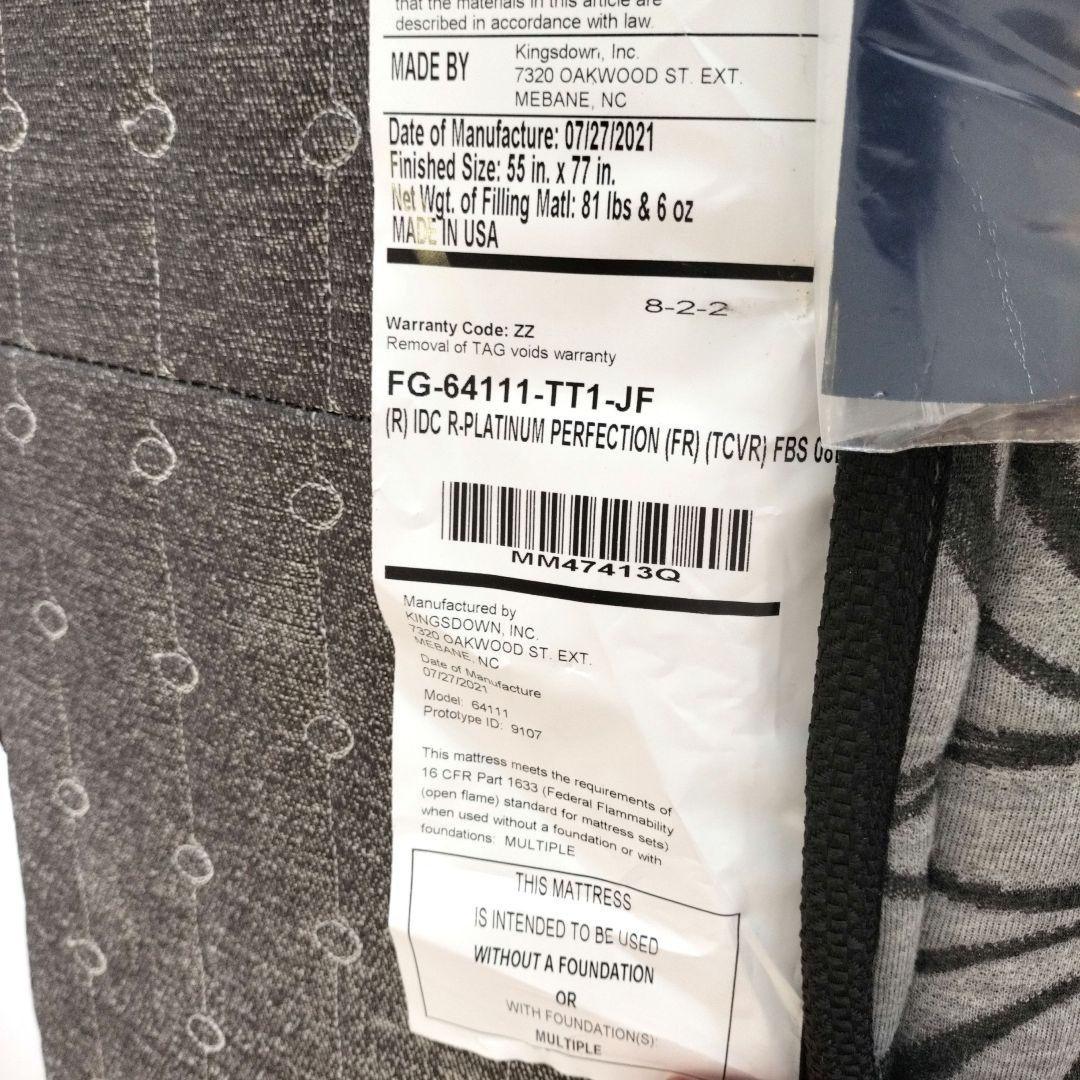 that the materials in this article are
described in accordance with law.
MADE BY
Kingsdown, Inc.
7320 OAKWOOD ST. EXT.
MEBANE, NC
Date of Manufacture: 07/27/2021
Finished Size: 55 in. x 77 in.
Net Wgt. of Filling Matl: 81 lbs & 6 oz
MADE IN USA
8-2-2
Warranty Code: ZZ
Removal of TAG voids warranty
FG-64111-TT1-JF
(R) IDC R-PLATINUM PERFECTION (FR) (TCVR) FBS
MM47413Q
Manufactured by
KINGSDOWN, INC.
7320 OAKWOOD ST. EXT.
MEBANE, NC
Date of Manufacture
07/27/2021
Model: 64111
Prototype ID: 9107
This mattress meets the requirements of
16 CFR Part 1633 (Federal Flammability
(open flame) standard for mattress sets)
when used without a foundation or with
foundations: MULTIPLE
THIS MATTRESS
IS INTENDED TO BE USED
WITHOUT A FOUNDATION
OR
WITH FOUNDATION(S):
MULTIPLE